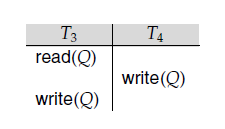 T3 T4
read(Q)
write(Q)
write(Q)